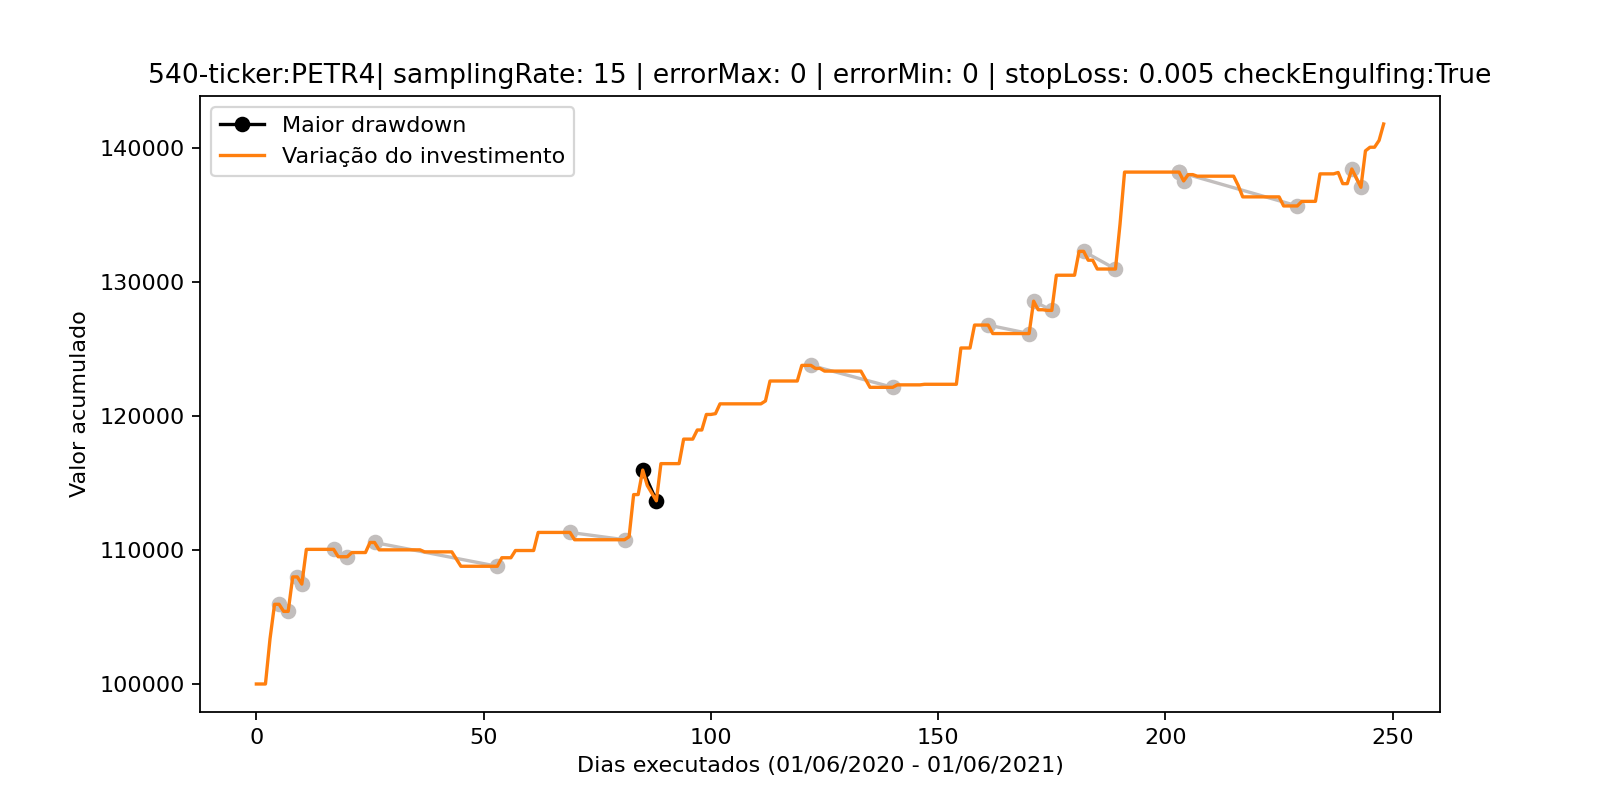 540-ticker:PETR4| samplingRate: 15 | errorMax: 0 | errorMin: 0 | stopLoss: 0.005 checkEngulfing:True
Maior drawdown
Variação do investimento
140000
130000
120000
110000
100000
Valor acumulado
0 50 100 150 200 250
Dias executados (01/06/2020 - 01/06/2021)